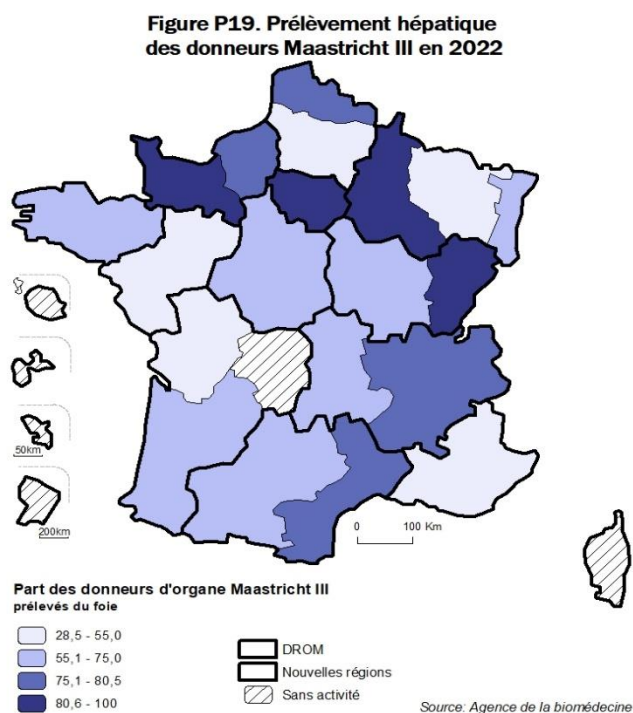 Figure P19. Prélèvement hépatique
des donneurs Maastricht III en 2022
50km
200km
0 100 Km
Part des donneurs d'organe Maastricht III
prélevés du foie
28,5 - 55,0
55,1 - 75,0
75,1 - 80,5
80,6 - 100
DROM
Nouvelles régions
Sans activité
Source: Agence de la biomédecine